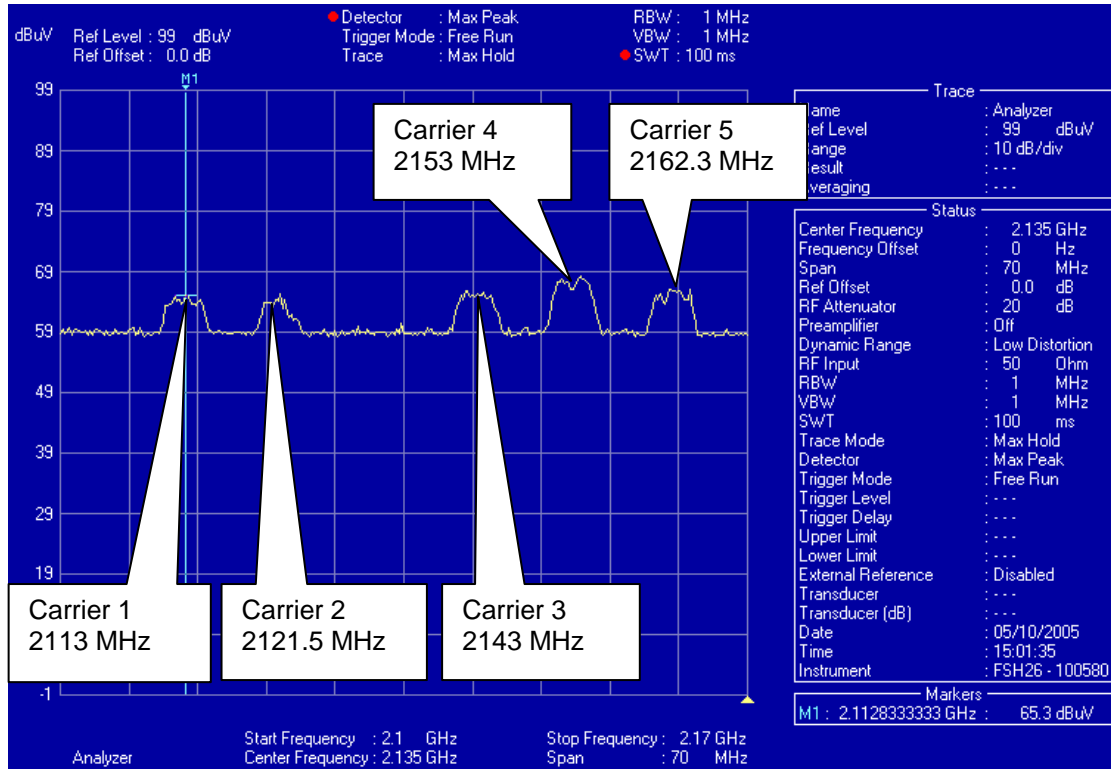 Detector : Max Peak RBW : 1 MHz
dBuV Ref Level : 99 dBuV Trigger Mode : Free Run VBW : 1 MHz
Ref Offset : 0.0 dB Trace : Max Hold SWT : 100 ms
M1
99
89
79
69
59
49
39
29
19
-1
Carrier 4
2153 MHz
Carrier 5
2162.3 MHz
Carrier 1
2113 MHz
Carrier 2
2121.5 MHz
Carrier 3
2143 MHz
Start Frequency : 2.1 GHz Stop Frequency : 2.17 GHz
Analyzer Center Frequency : 2.135 GHz Span : 70 MHz
Trace
: Analyzer
: 99 dBuV
: 10 dB/div
: - - -
: - - -
Status
Center Frequency : 2.135 GHz
Frequency Offset : 0 Hz
Span : 70 MHz
Ref Offset : 0.0 dB
RF Attenuator : 20 dB
Preamplifier : Off
Dynamic Range : Low Distortion
RF Input : 50 Ohm
RBW : 1 MHz
VBW : 1 MHz
SWT : 100 ms
Trace Mode : Max Hold
Detector : Max Peak
Trigger Mode : Free Run
Trigger Level : - - -
Trigger Delay : - - -
Upper Limit : - - -
Lower Limit : - - -
External Reference : Disabled
Transducer : - - -
Transducer (dB) : - - -
Date : 05/10/2005
Time : 15:01:35
Instrument : FSH26 - 100580
Markers
M1 : 2.1128333333 GHz : 65.3 dBuV